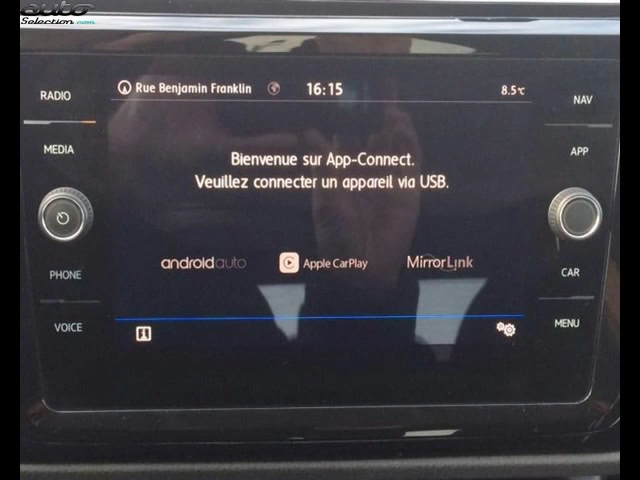 auto
Selection.com
RADIO
MEDIA
PHONE
VOICE
Rue Benjamin Franklin 16:15 8.5°C
Bienvenue sur App-Connect.
Veuillez connecter un appareil via USB.
androidauto Apple CarPlay MirrorLink
i
NAV
APP
CAR
MENU